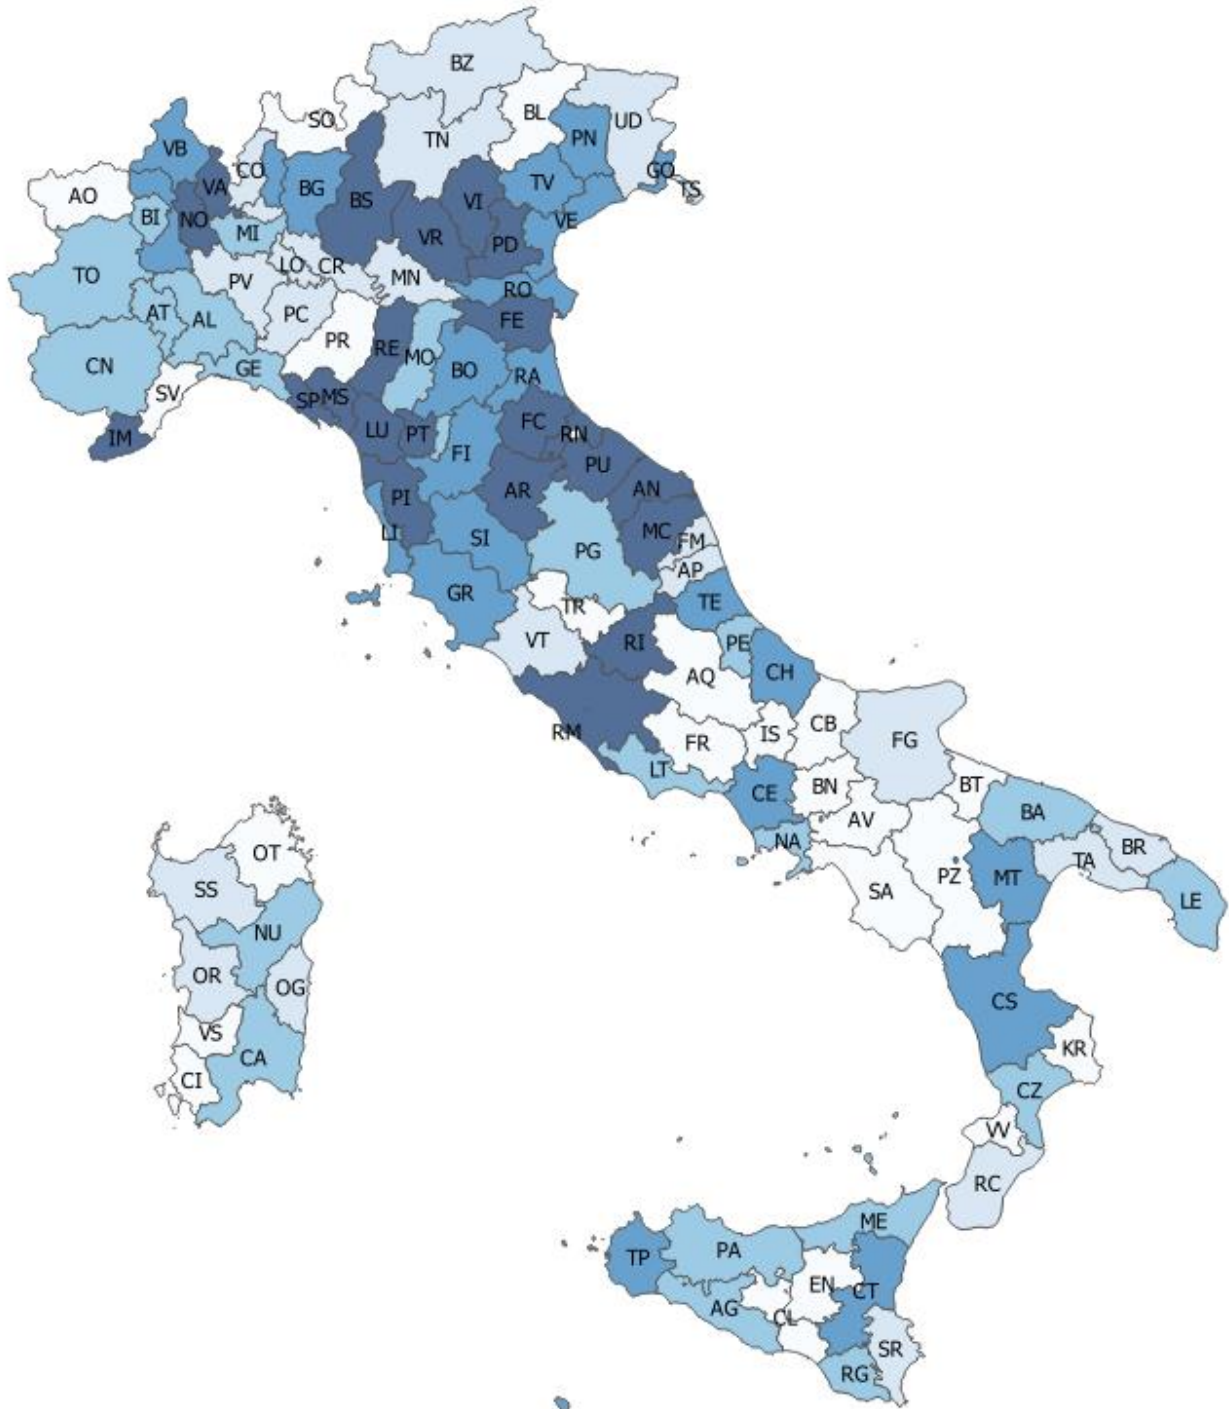 BZ
SO
BL
UD
TN
PN
VB
CO
GO
TS
VA
BG
TV
AO
BS
VI
NO
BI
MI
VE
VR
PD
TO
LO
CR
MN
PV
RO
AT
AL
PC
FE
PR
RE
MO
CN
GE
BO
RA
SV
SP
MS
FC
IM
LU
PT
RN
FI
PU
AR
AN
PI
LI
SI
MC
PG
FM
AP
GR
TR
TE
VT
RI
PE
CH
AQ
RM
FR
IS
CB
FG
LT
CE
BN
BT
AV
BA
NA
OT
SA
PZ
MT
TA
BR
SS
LE
NU
OR
OG
CS
VS
CA
KR
CI
CZ
VV
RC
ME
TP
PA
EN
CT
AG
CL
SR
RG